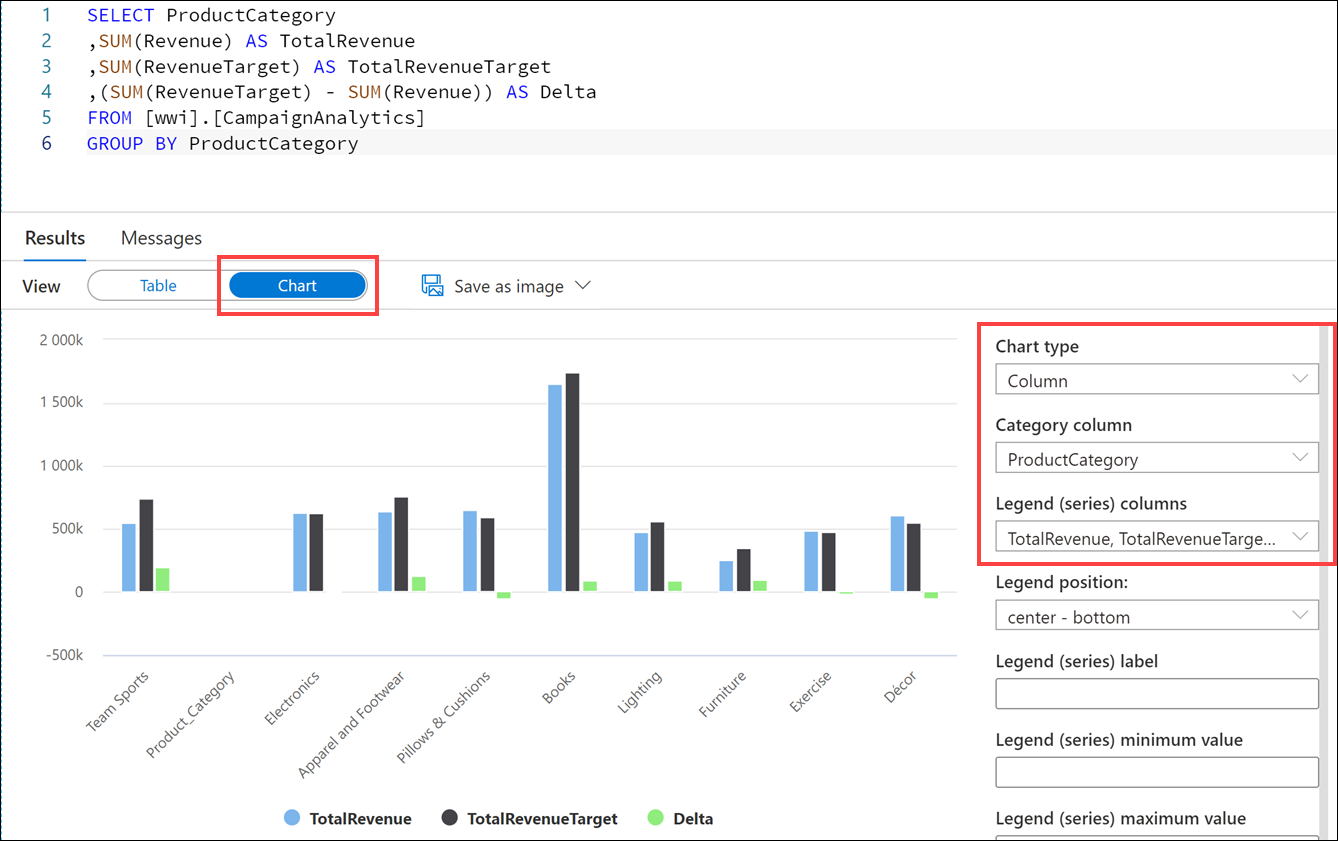 1 SELECT ProductCategory
2 ,SUM(Revenue) AS TotalRevenue
3 ,SUM(RevenueTarget) AS TotalRevenueTarget
4 ,(SUM(RevenueTarget) - SUM(Revenue)) AS Delta
5 FROM [wwi].[CampaignAnalytics]
6 GROUP BY ProductCategory
Results Messages
View Table Chart Save as image
2 000k
1 500k
1 000k
500k
0
-500k
Team Sports
Product_Category
Electronics
Apparel and Footwear
Pillows & Cushions
Books
Lighting
Furniture
Exercise
Décor
TotalRevenue TotalRevenueTarget Delta
Chart type
Column
Category column
ProductCategory
Legend (series) columns
TotalRevenue, TotalRevenueTarge...
Legend position:
center - bottom
Legend (series) label
Legend (series) minimum value
Legend (series) maximum value